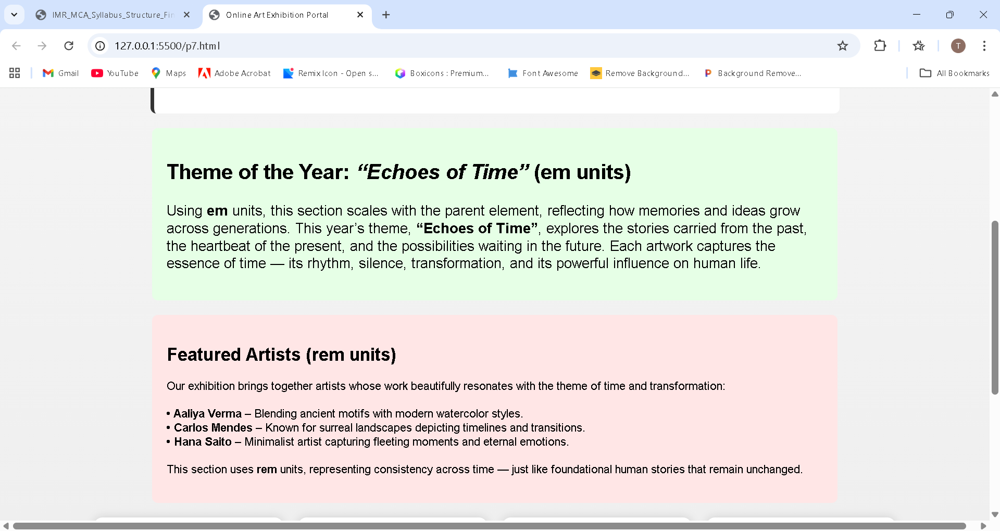 IMR_MCA_Syllabus_Structure_Fin
Online Art Exhibition Portal
127.0.0.1:5500/p7.html
T
Gmail
YouTube
Maps
Adobe Acrobat
Remix Icon - Open s...
Boxicons : Premium...
Font Awesome
Remove Background...
Background Remove...
All Bookmarks
Theme of the Year: “Echoes of Time” (em units)
Using em units, this section scales with the parent element, reflecting how memories and ideas grow
across generations. This year’s theme, “Echoes of Time”, explores the stories carried from the past,
the heartbeat of the present, and the possibilities waiting in the future. Each artwork captures the
essence of time — its rhythm, silence, transformation, and its powerful influence on human life.
Featured Artists (rem units)
Our exhibition brings together artists whose work beautifully resonates with the theme of time and transformation:
• Aaliya Verma – Blending ancient motifs with modern watercolor styles.
• Carlos Mendes – Known for surreal landscapes depicting timelines and transitions.
• Hana Saito – Minimalist artist capturing fleeting moments and eternal emotions.
This section uses rem units, representing consistency across time — just like foundational human stories that remain unchanged.